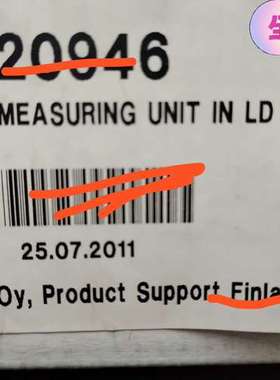 20946
MEASURING UNIT IN LD
25.07.2011
Oy, Product Support Finla